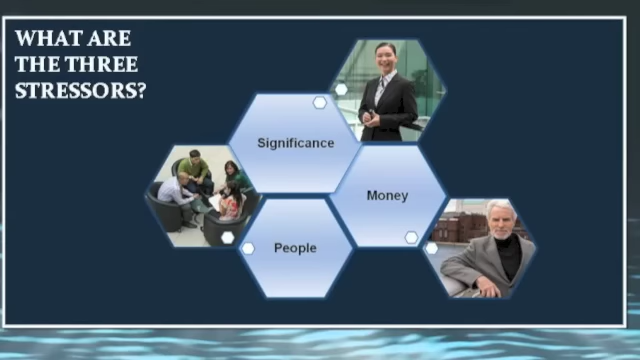 WHAT ARE
THE THREE
STRESSORS?
Significance
Money
People